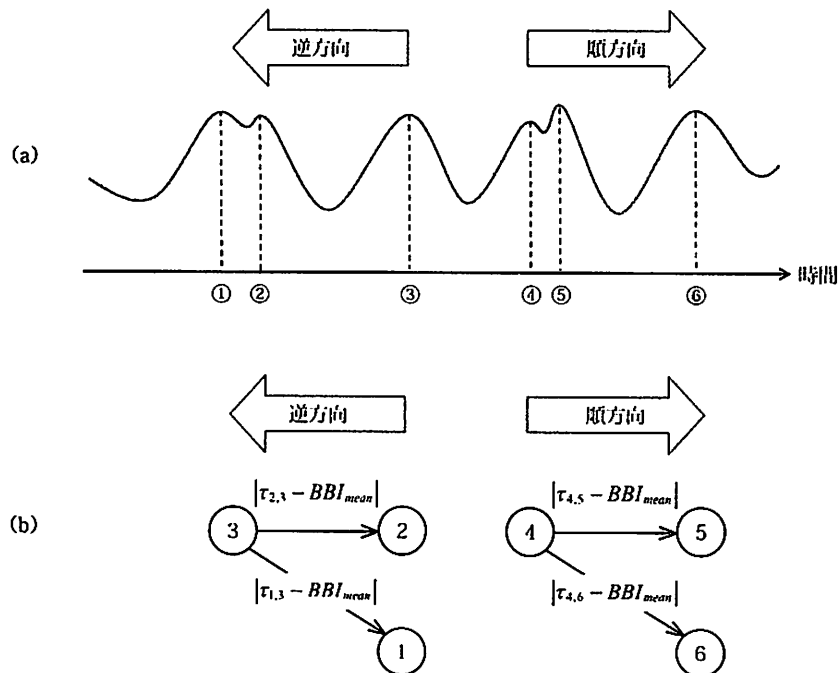 逆方向 順方向
(a)
時間
① ② ③ ④ ⑤ ⑥
逆方向 順方向
(b)
|τ2,3 − BBImean| |τ4,5 − BBImean|
3 2 4 5
|τ1,3 − BBImean| |τ4,6 − BBImean|
1 6